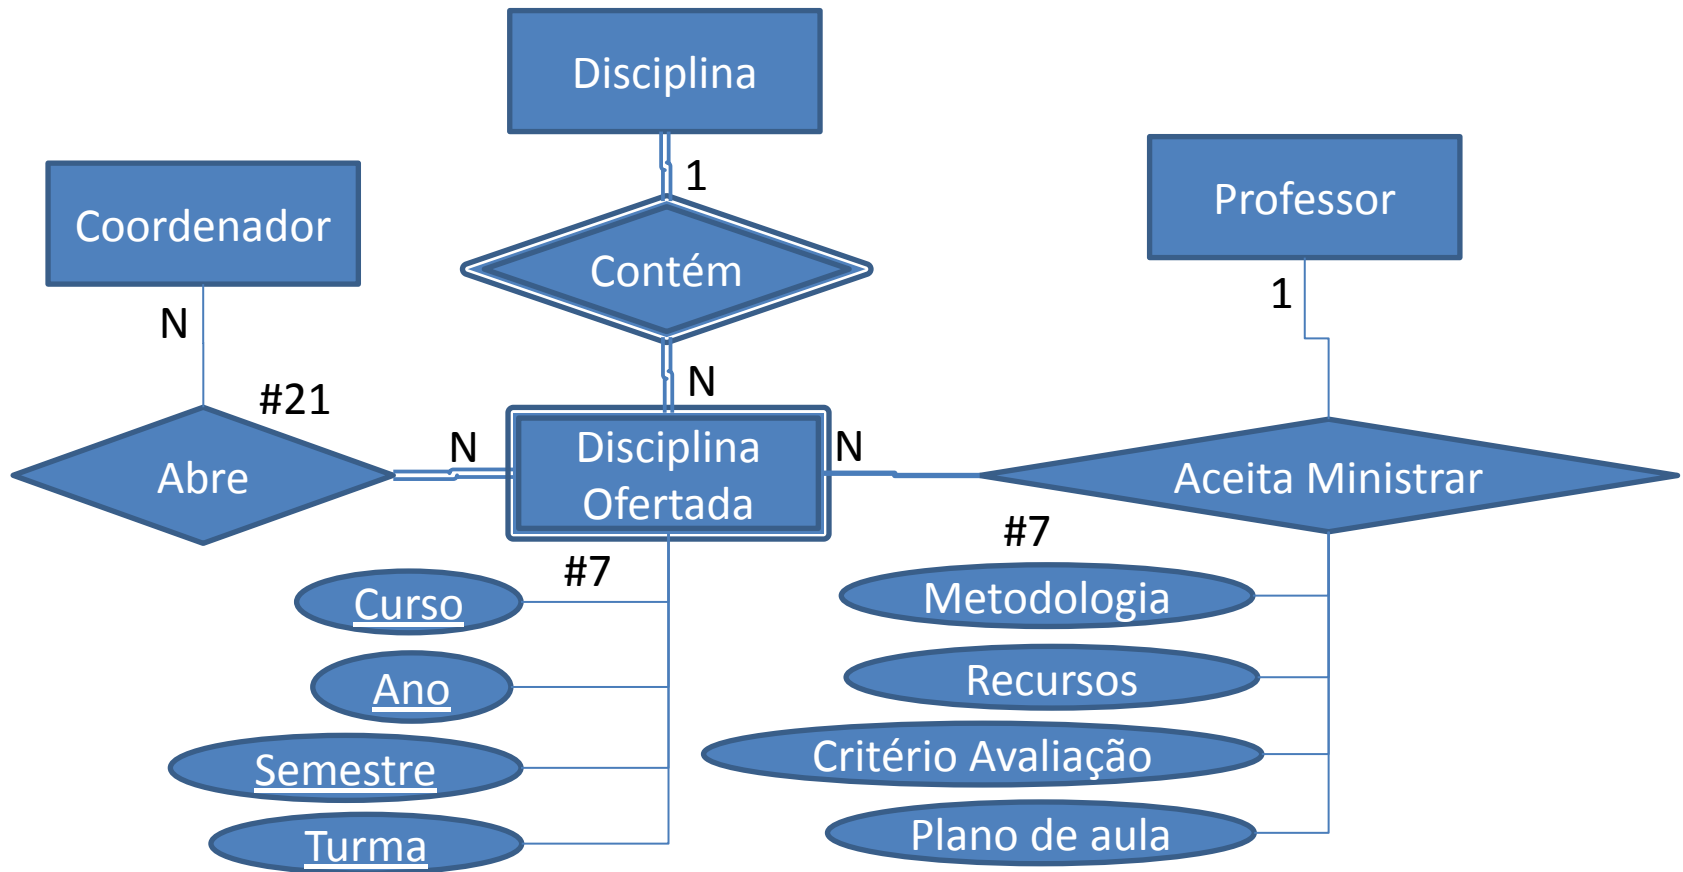 Disciplina
1
Coordenador
Professor
Contém
1
N
N
#21
Abre
N
Disciplina
Ofertada
N
Aceita Ministrar
#7
#7
Curso
Metodologia
Ano
Recursos
Semestre
Critério Avaliação
Turma
Plano de aula